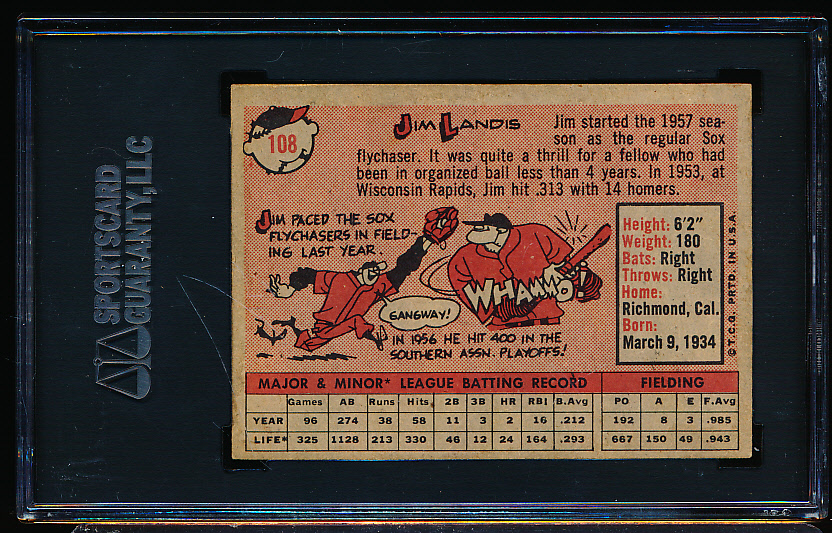 SPORTSCARD
GUARANTY, LLC
108
JIM LANDIS
Jim started the 1957 sea-
son as the regular Sox
flychaser. It was quite a thrill for a fellow who had
been in organized ball less than 4 years. In 1953, at
Wisconsin Rapids, Jim hit .313 with 14 homers.
JIM PACED THE SOX
FLYCHASERS IN FIELD-
ING LAST YEAR.
GANGWAY!
WHAMMO!
IN 1956 HE HIT .400 IN THE
SOUTHERN ASSN. PLAYOFFS!
Height: 6'2"
Weight: 180
Bats: Right
Throws: Right
Home:
Richmond, Cal.
Born:
March 9, 1934
© T.C.G. PRTD. IN U.S.A.
MAJOR & MINOR* LEAGUE BATTING RECORD FIELDING
Games AB Runs Hits 2B 3B HR RBI B.Avg PO A E F.Avg
YEAR 96 274 38 58 11 3 2 16 .212 192 8 3 .985
LIFE* 325 1128 213 330 46 12 24 164 .293 667 150 49 .943